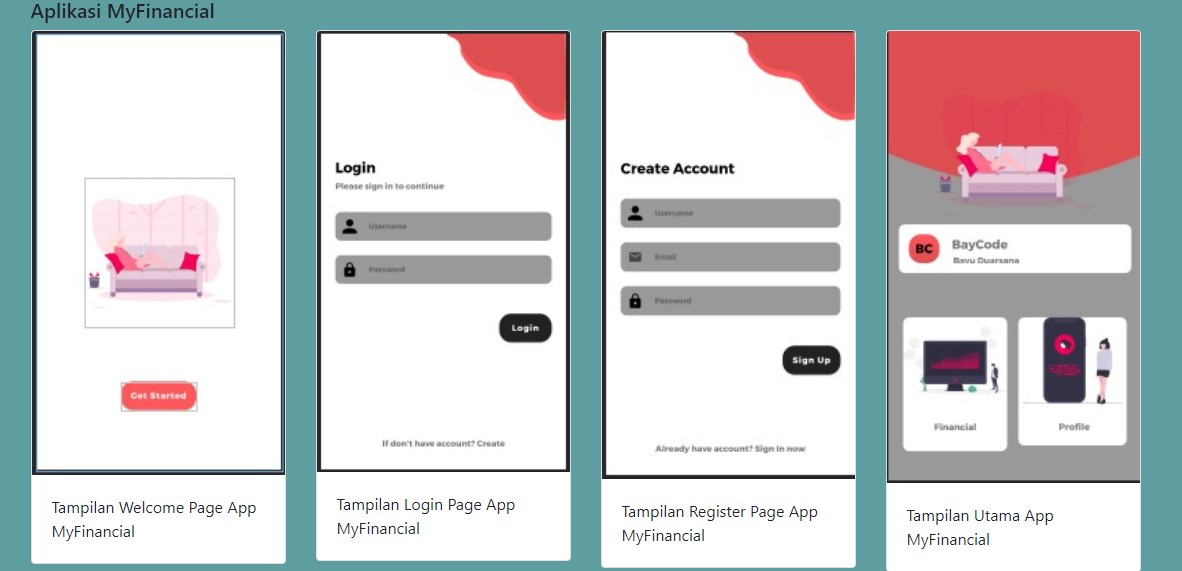 Aplikasi MyFinancial
Get Started
Tampilan Welcome Page App
MyFinancial
Login
Please sign in to continue
Username
Password
Login
If don't have account? Create
Tampilan Login Page App
MyFinancial
Create Account
Username
Email
Password
Sign Up
Already have account? Sign In now
Tampilan Register Page App
MyFinancial
BC
BayCode
Bayu Duarsana
Financial
Profile
Tampilan Utama App
MyFinancial